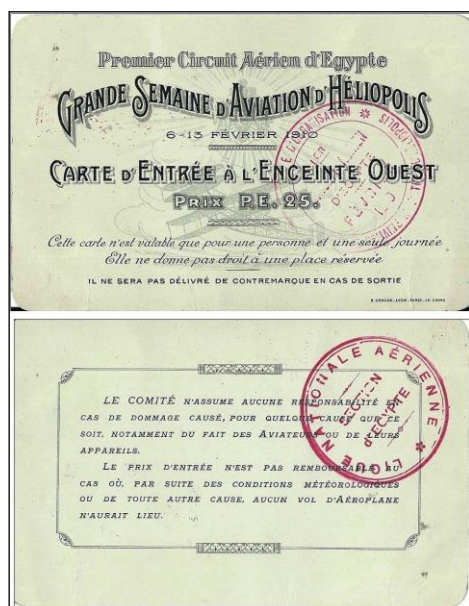 Premier Circuit Aérien d'Egypte
GRANDE SEMAINE D'AVIATION D'HÉLIOPOLIS
6-13 FÉVRIER 1910
CARTE D'ENTRÉE À L'ENCEINTE OUEST
PRIX P.E. 25.
Cette carte n'est valable que pour une personne et une seule journée
Elle ne donne pas droit à une place réservée
IL NE SERA PAS DÉLIVRÉ DE CONTREMARQUE EN CAS DE SORTIE
LE COMITÉ N'ASSUME AUCUNE RESPONSABILITÉ EN
CAS DE DOMMAGE CAUSÉ, POUR QUELQUE CAUSE QUE CE
SOIT, NOTAMMENT DU FAIT DES AVIATEURS OU DE LEURS
APPAREILS.
LE PRIX D'ENTRÉE N'EST PAS REMBOURSABLE AU
CAS OÙ, PAR SUITE DES CONDITIONS MÉTÉOROLOGIQUES
OU DE TOUTE AUTRE CAUSE, AUCUM VOL D'AÉROPLANE
N'AURAIT LIEU.
LIGUE NATIONALE AÉRIENNE
SECTION
d'EGYPTE